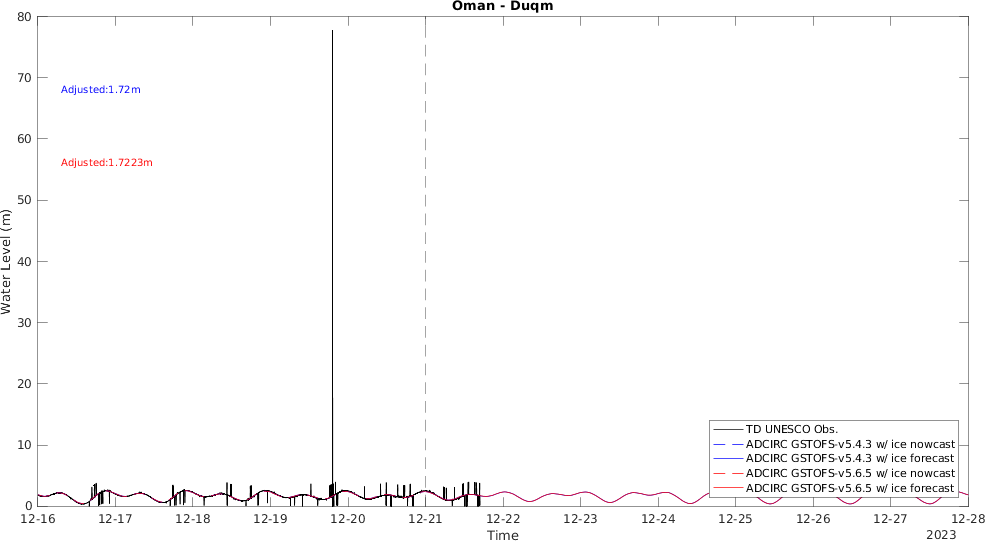 Oman - Duqm
80
70
60
50
40
30
20
10
0
Water Level (m)
Adjusted:1.72m
Adjusted:1.7223m
TD UNESCO Obs.
ADCIRC GSTOFS-v5.4.3 w/ ice nowcast
ADCIRC GSTOFS-v5.4.3 w/ ice forecast
ADCIRC GSTOFS-v5.6.5 w/ ice nowcast
ADCIRC GSTOFS-v5.6.5 w/ ice forecast
12-16 12-17 12-18 12-19 12-20 12-21 12-22 12-23 12-24 12-25 12-26 12-27 12-28
Time
2023